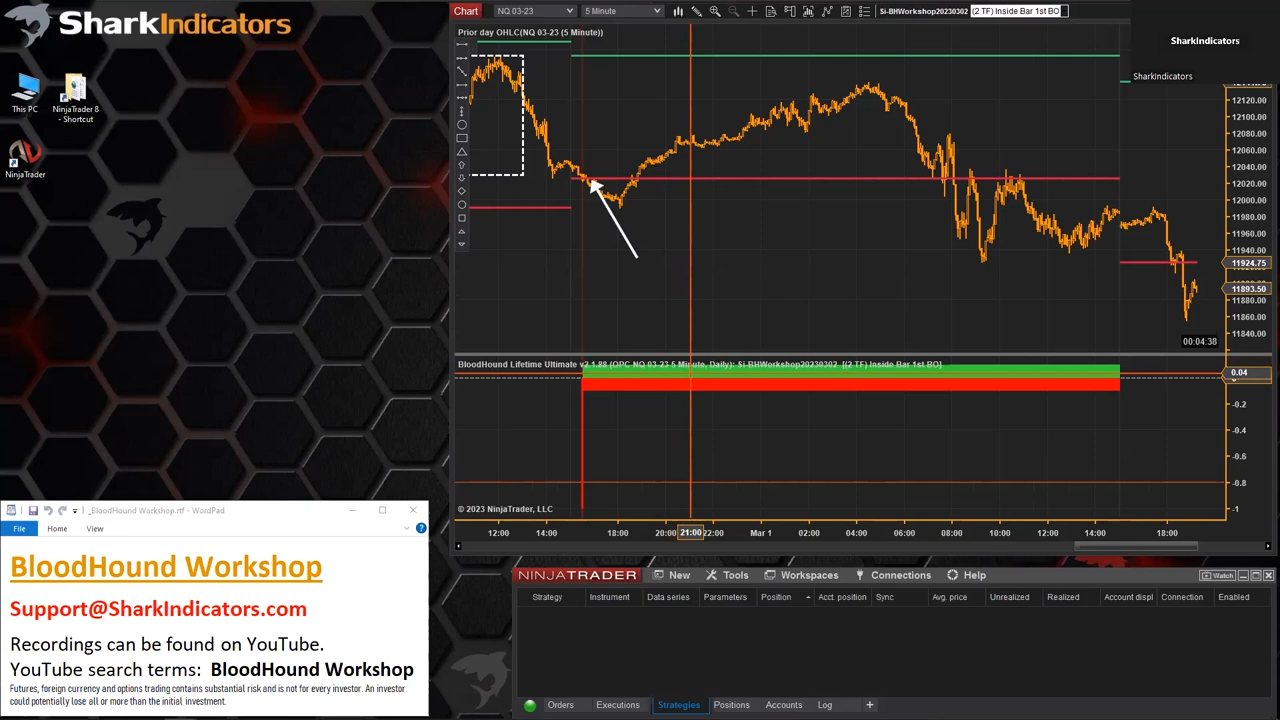 SharkIndicators
This PC
NinjaTrader 8
- Shortcut
NinjaTrader
Chart
NQ 03-23
5 Minute
Si-BHWorkshop20230302
(2 TF) Inside Bar 1st BO
SharkIndicators
SharkIndicators
Prior day OHLC(NQ 03-23 (5 Minute))
12120.00
12100.00
12080.00
12060.00
12040.00
12020.00
12000.00
11980.00
11960.00
11940.00
11924.75
11893.50
11880.00
11860.00
11840.00
00:04:38
BloodHound Lifetime Ultimate v2.1.88 (OPC NQ 03-23 5 Minute, Daily): Si-BHWorkshop20230302 [(2 TF) Inside Bar 1st BO]
0.04
-0.2
-0.4
-0.6
-0.8
-1
© 2023 NinjaTrader, LLC
12:00 14:00 16:00 18:00 20:00 21:00 22:00 Mar 1 02:00 04:00 06:00 08:00 10:00 12:00 14:00 18:00
_BloodHound Workshop.rtf - WordPad
File Home View
BloodHound Workshop
Support@SharkIndicators.com
Recordings can be found on YouTube.
YouTube search terms: BloodHound Workshop
Futures, foreign currency and options trading contains substantial risk and is not for every investor. An investor
could potentially lose all or more than the initial investment.
NINJATRADER New Tools Workspaces Connections Help Watch
Strategy Instrument Data series Parameters Position Acct. position Sync Avg. price Unrealized Realized Account displ Connection Enabled
Orders Executions Strategies Positions Accounts Log +